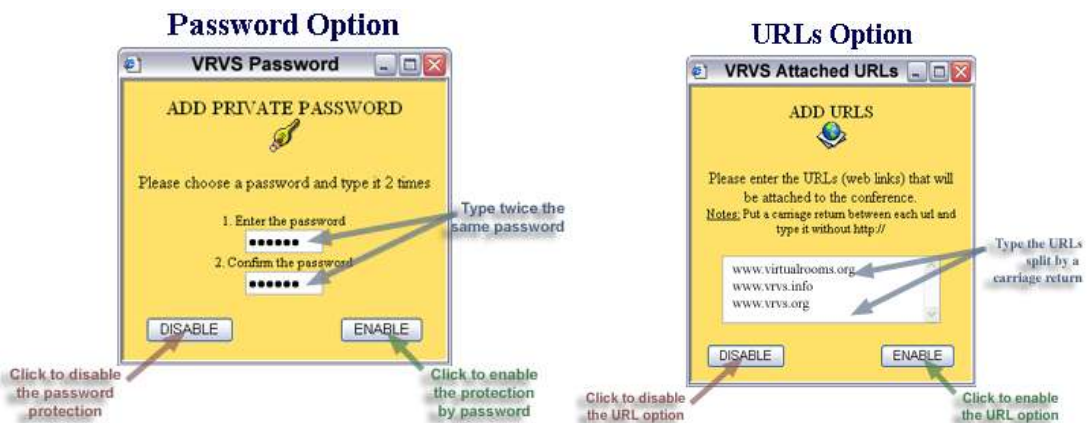 Password Option
VRVS Password
ADD PRIVATE PASSWORD
Please choose a password and type it 2 times
1. Enter the password
●●●●●●
2. Confirm the password
●●●●●●
Type twice the
same password
DISABLE
ENABLE
Click to disable
the password
protection
Click to enable
the protection
by password
URLs Option
VRVS Attached URLs
ADD URLS
Please enter the URLs (web links) that will
be attached to the conference.
Notes: Put a carriage return between each url and
type it without http://
www.virtualrooms.org
www.vrvs.info
www.vrvs.org
Type the URLs
split by a
carriage return
DISABLE
ENABLE
Click to disable
the URL option
Click to enable
the URL option